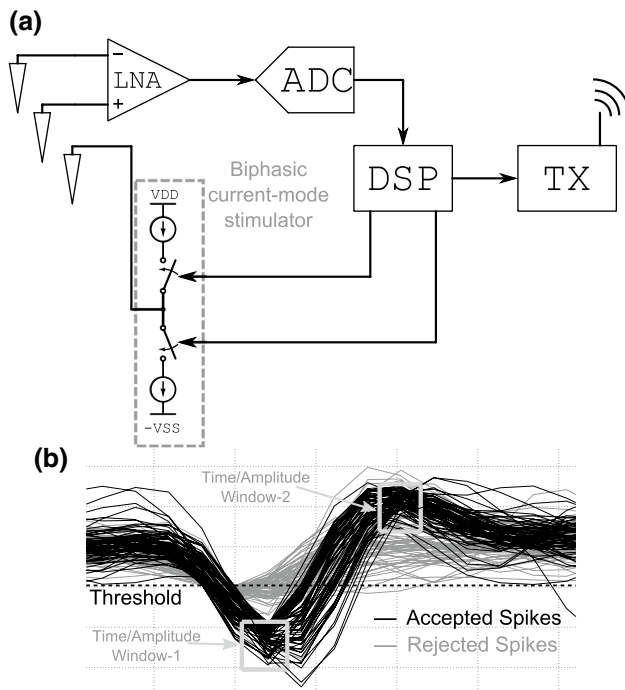 (a)
−
LNA
+
ADC
DSP
TX
Biphasic
current-mode
stimulator
VDD
-VSS
(b)
Time/Amplitude
Window-2
Threshold
Time/Amplitude
Window-1
Accepted Spikes
Rejected Spikes